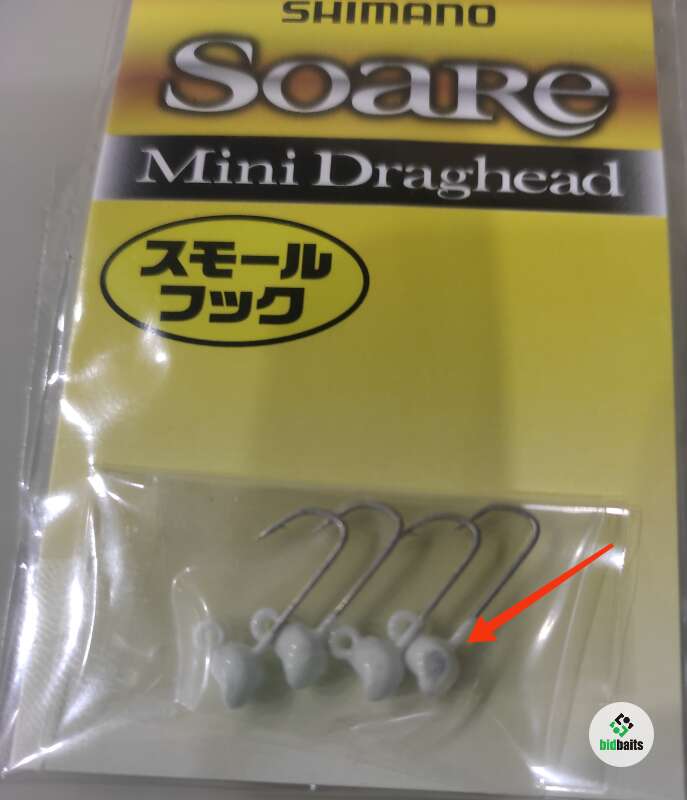 SHIMANO
Soare
Mini Draghead
スモール
フック
bidbaits